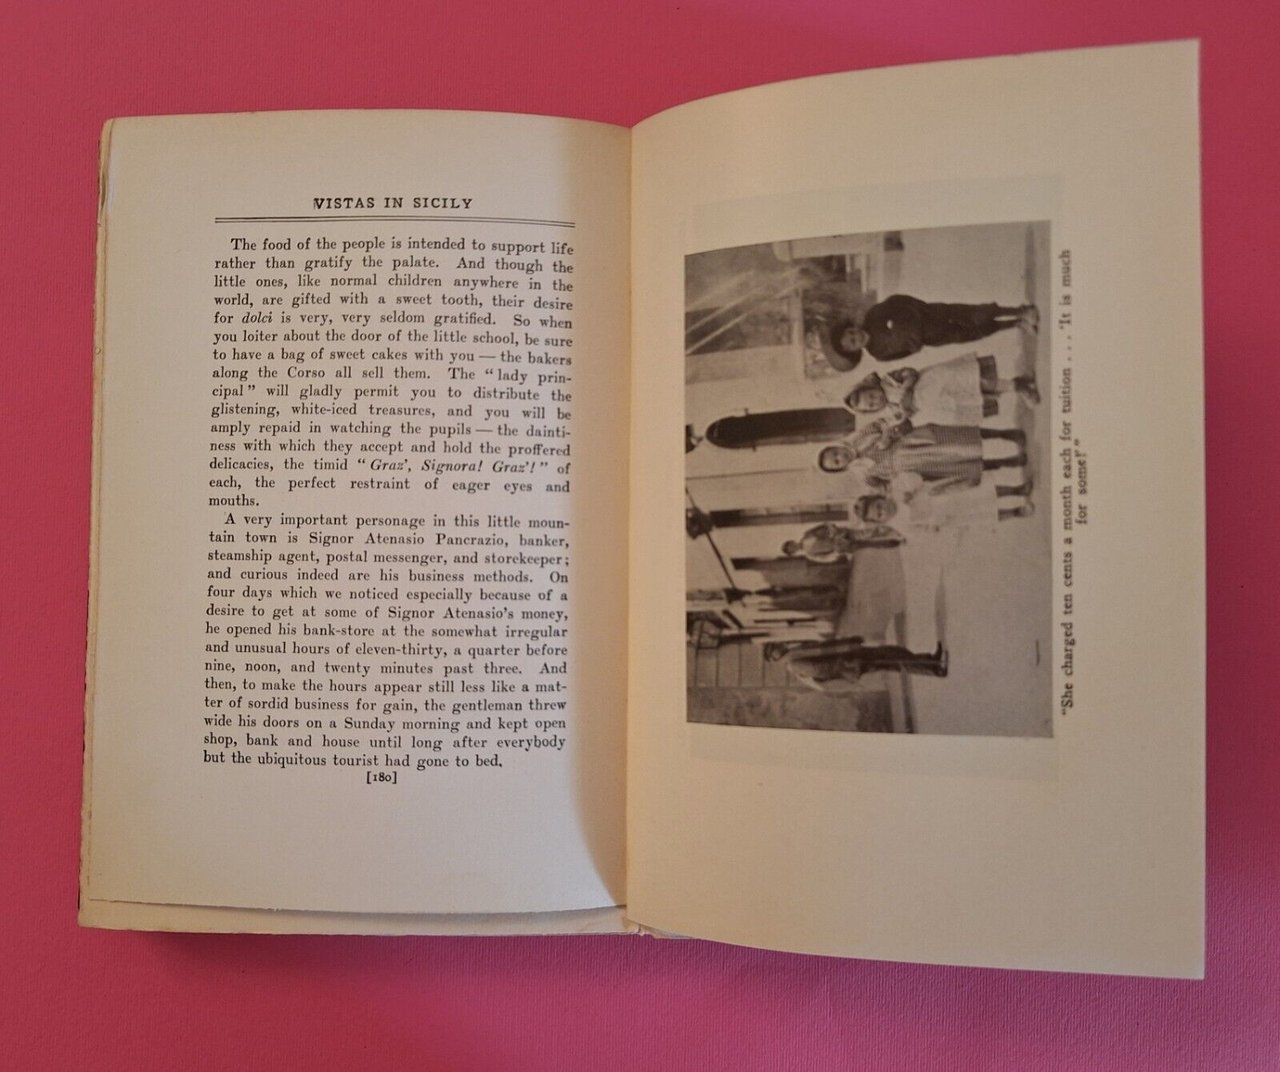 VISTAS IN SICILY
The food of the people is intended to support life
rather than gratify the palate. And though the
little ones, like normal children anywhere in the
world, are gifted with a sweet tooth, their desire
for dolci is very, very seldom gratified. So when
you loiter about the door of the little school, be sure
to have a bag of sweet cakes with you — the bakers
along the Corso all sell them. The “lady prin-
cipal” will gladly permit you to distribute the
glistening, white-iced treasures, and you will be
amply repaid in watching the pupils — the dainti-
ness with which they accept and hold the proffered
delicacies, the timid “Graz’, Signora! Graz’!” of
each, the perfect restraint of eager eyes and
mouths.
A very important personage in this little moun-
tain town is Signor Atenasio Pancrazio, banker,
steamship agent, postal messenger, and storekeeper;
and curious indeed are his business methods. On
four days which we noticed especially because of a
desire to get at some of Signor Atenasio’s money,
he opened his bank-store at the somewhat irregular
and unusual hours of eleven-thirty, a quarter before
nine, noon, and twenty minutes past three. And
then, to make the hours appear still less like a mat-
ter of sordid business for gain, the gentleman threw
wide his doors on a Sunday morning and kept open
shop, bank and house until long after everybody
but the ubiquitous tourist had gone to bed.
[180]
“She charged ten cents a month each for tuition . . . ‘It is much
for some!’”